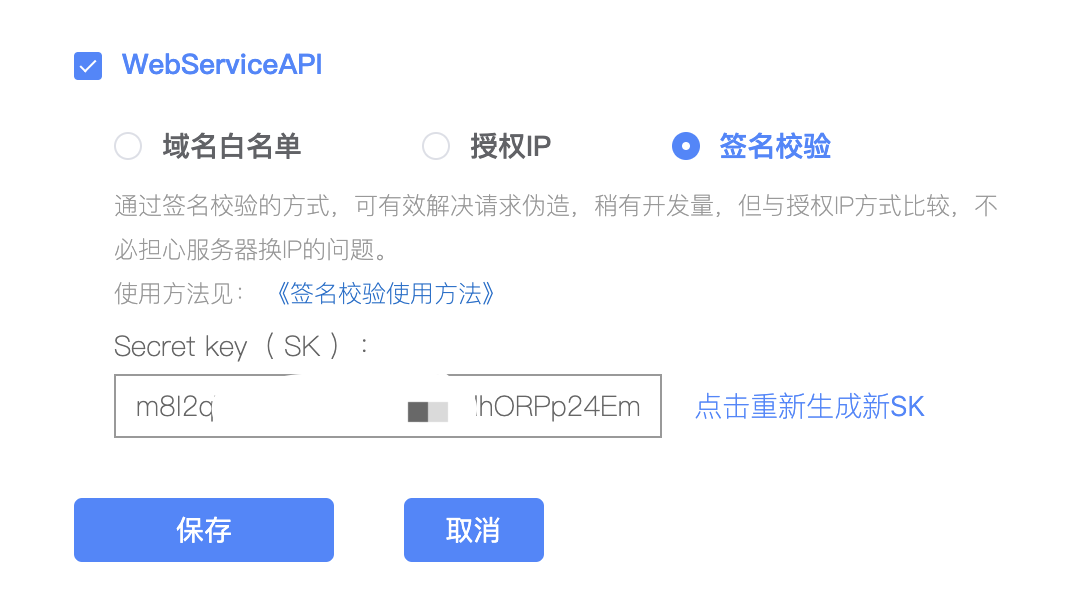 WebServiceAPI
域名白名单 授权IP 签名校验
通过签名校验的方式，可有效解决请求伪造，稍有开发量，但与授权IP方式比较，不
必担心服务器换IP的问题。
使用方法见： 《签名校验使用方法》
Secret key（SK）：
点击重新生成新SK
保存 取消